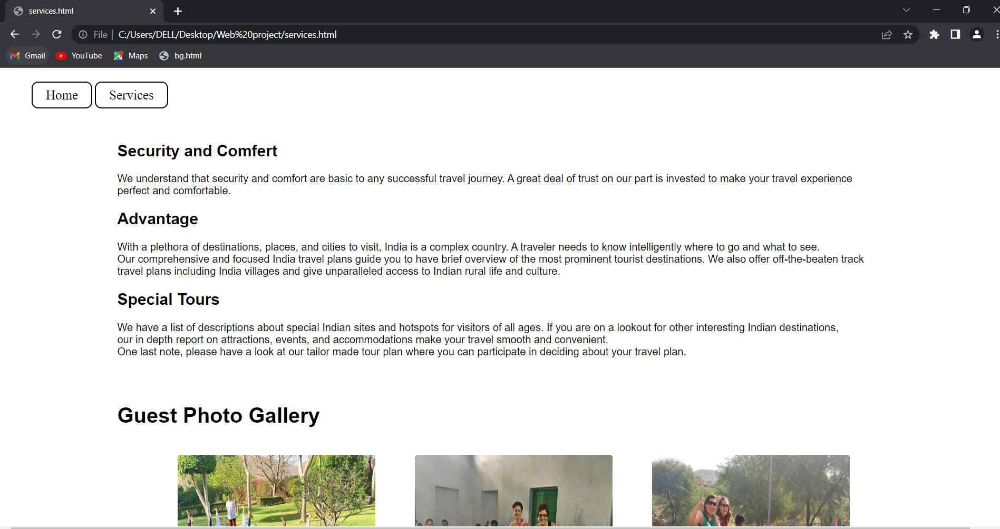 services.html
File | C:/Users/DELL/Desktop/Web%20project/services.html
Gmail YouTube Maps bg.html
Home Services
Security and Comfert
We understand that security and comfort are basic to any successful travel journey. A great deal of trust on our part is invested to make your travel experience
perfect and comfortable.
Advantage
With a plethora of destinations, places, and cities to visit, India is a complex country. A traveler needs to know intelligently where to go and what to see.
Our comprehensive and focused India travel plans guide you to have brief overview of the most prominent tourist destinations. We also offer off-the-beaten track
travel plans including India villages and give unparalleled access to Indian rural life and culture.
Special Tours
We have a list of descriptions about special Indian sites and hotspots for visitors of all ages. If you are on a lookout for other interesting Indian destinations,
our in depth report on attractions, events, and accommodations make your travel smooth and convenient.
One last note, please have a look at our tailor made tour plan where you can participate in deciding about your travel plan.
Guest Photo Gallery